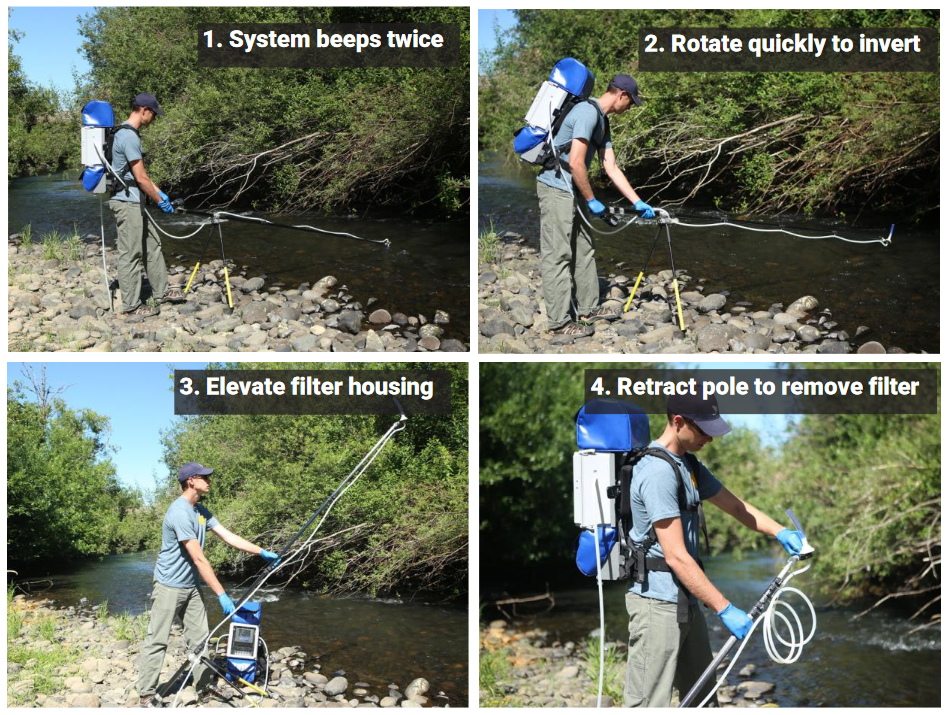 1. System beeps twice
2. Rotate quickly to invert
3. Elevate filter housing
4. Retract pole to remove filter